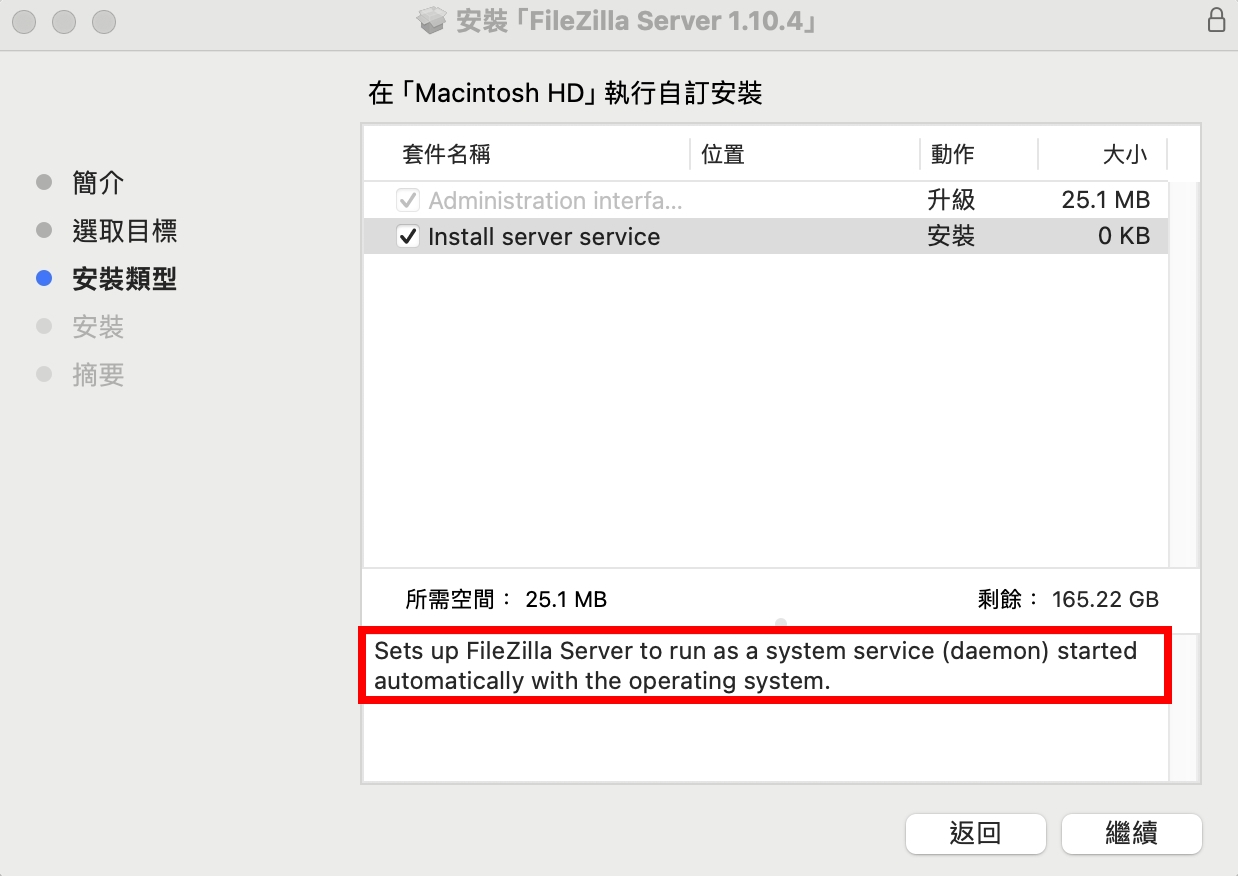 安裝「FileZilla Server 1.10.4」
在「Macintosh HD」執行自訂安裝
簡介
選取目標
安裝類型
安裝
摘要
套件名稱 位置 動作 大小
Administration interfa... 升級 25.1 MB
Install server service 安裝 0 KB
所需空間： 25.1 MB 剩餘： 165.22 GB
Sets up FileZilla Server to run as a system service (daemon) started
automatically with the operating system.
返回 繼續